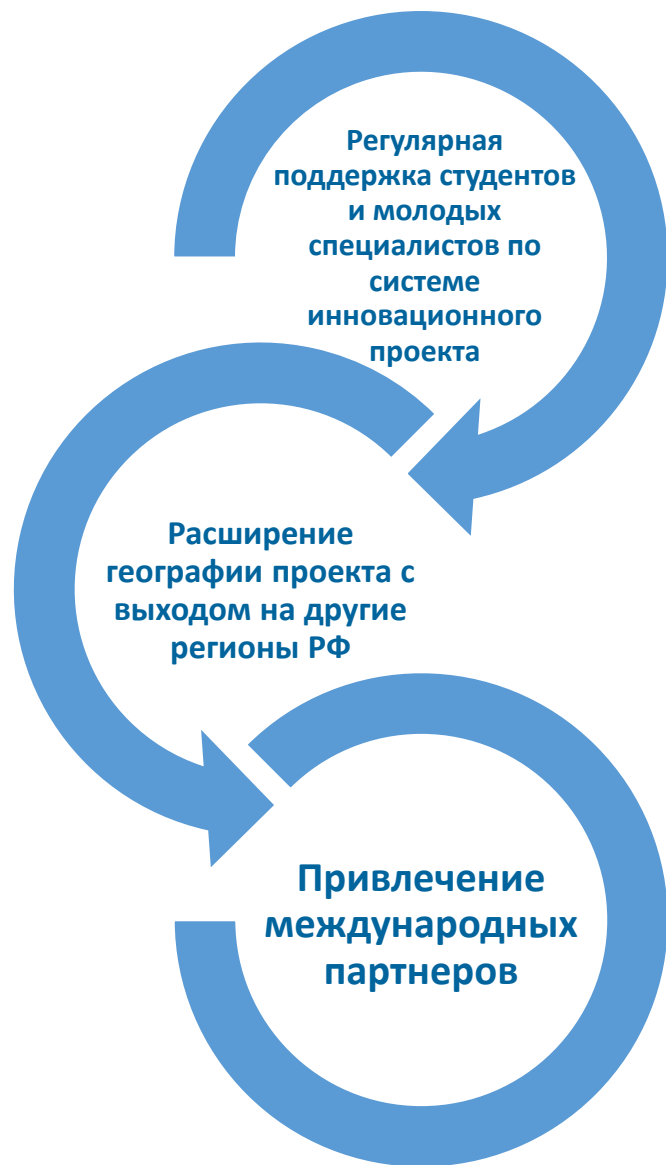 Регулярная
поддержка студентов
и молодых
специалистов по
системе
инновационного
проекта
Расширение
географии проекта с
выходом на другие
регионы РФ
Привлечение
международных
партнеров